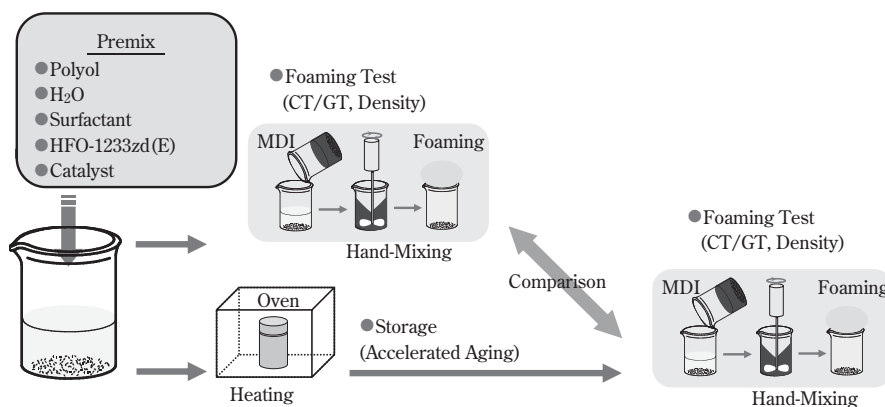 Premix
●Polyol
●H₂O
●Surfactant
●HFO-1233zd(E)
●Catalyst
●Foaming Test
(CT/GT, Density)
MDI
Foaming
Hand-Mixing
Comparison
Oven
Heating
●Storage
(Accelerated Aging)
●Foaming Test
(CT/GT, Density)
MDI
Foaming
Hand-Mixing